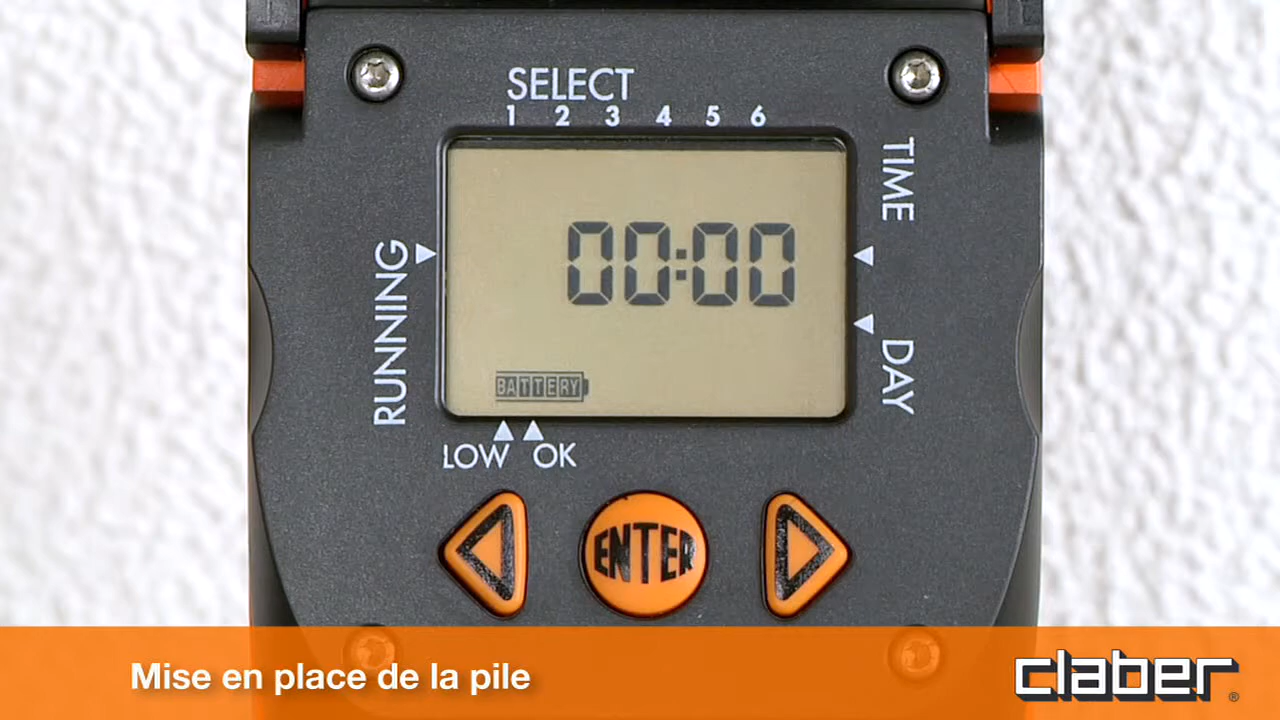 SELECT
1 2 3 4 5 6
TIME
RUNNING
00:00
DAY
BATTERY
LOW OK
ENTER
Mise en place de la pile
claber®